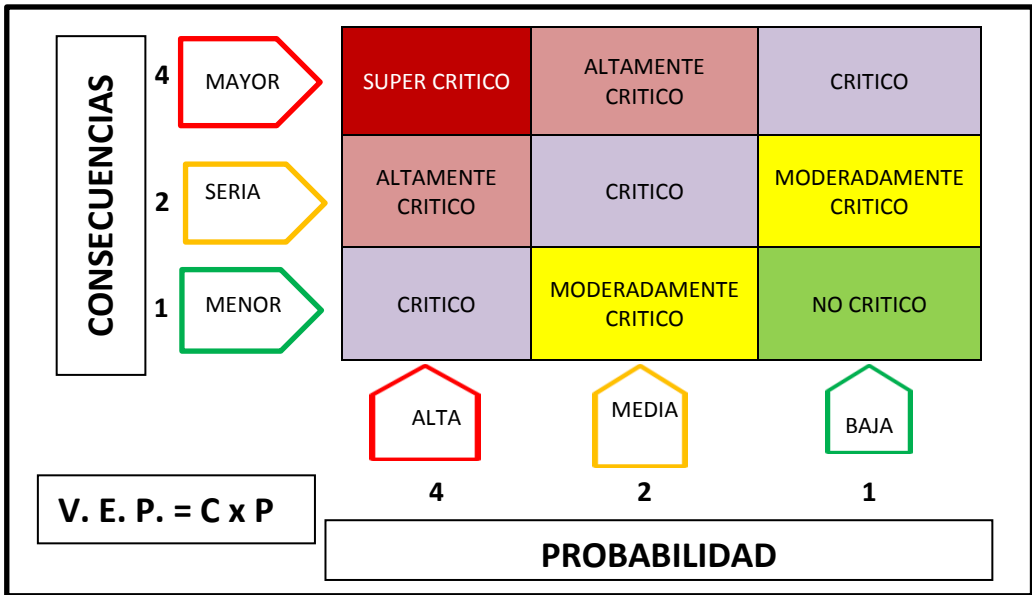 CONSECUENCIAS
4
MAYOR
SUPER CRITICO
ALTAMENTE
CRITICO
CRITICO
2
SERIA
ALTAMENTE
CRITICO
CRITICO
MODERADAMENTE
CRITICO
1
MENOR
CRITICO
MODERADAMENTE
CRITICO
NO CRITICO
ALTA
MEDIA
BAJA
4
2
1
V. E. P. = C x P
PROBABILIDAD